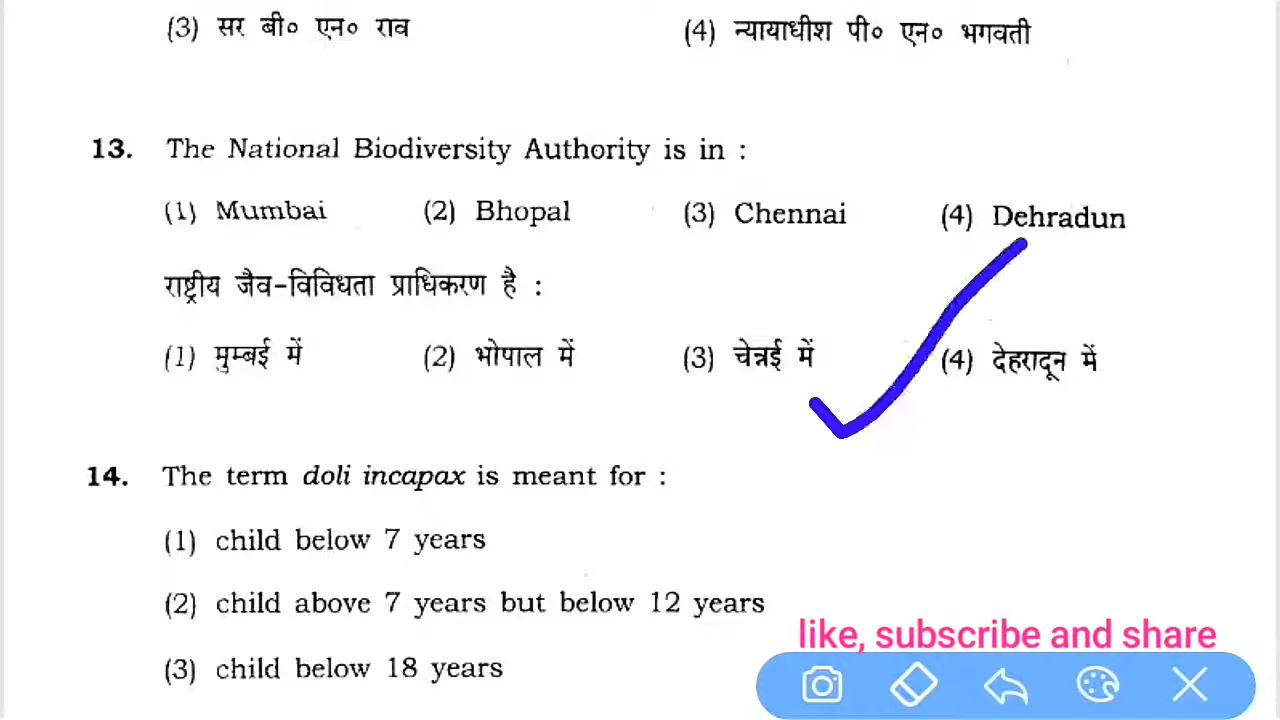 (3) सर बी० एन० राव (4) न्यायाधीश पी० एन० भगवती
13. The National Biodiversity Authority is in :
(1) Mumbai (2) Bhopal (3) Chennai (4) Dehradun
राष्ट्रीय जैव-विविधता प्राधिकरण है :
(1) मुम्बई में (2) भोपाल में (3) चेन्नई में (4) देहरादून में
14. The term doli incapax is meant for :
(1) child below 7 years
(2) child above 7 years but below 12 years
like, subscribe and share
(3) child below 18 years